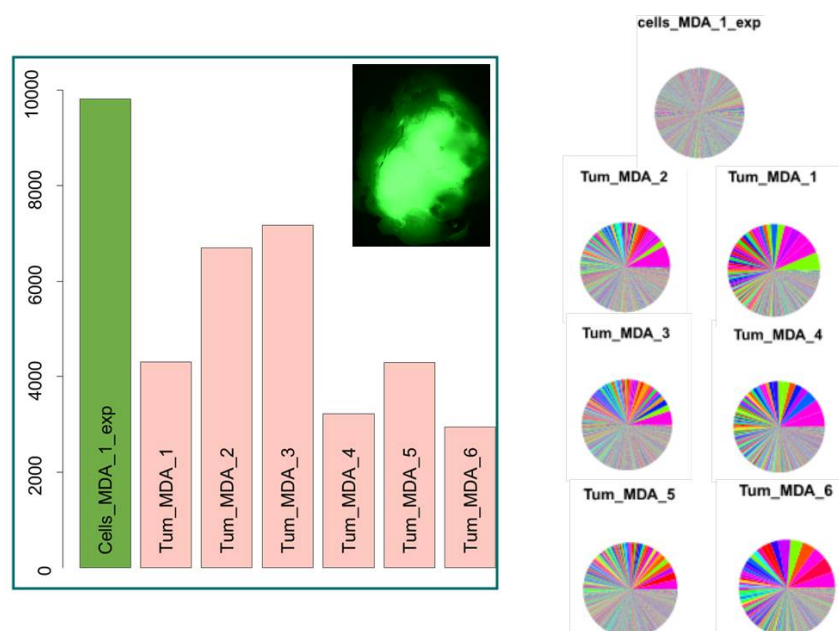 10000
8000
6000
4000
2000
0
Cells_MDA_1_exp
Tum_MDA_1
Tum_MDA_2
Tum_MDA_3
Tum_MDA_4
Tum_MDA_5
Tum_MDA_6
cells_MDA_1_exp
Tum_MDA_2
Tum_MDA_1
Tum_MDA_3
Tum_MDA_4
Tum_MDA_5
Tum_MDA_6